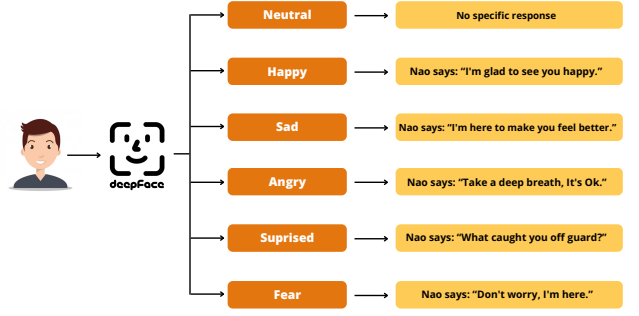 Neutral
No specific response
Happy
Nao says: “I'm glad to see you happy.”
Sad
Nao says: “I'm here to make you feel better.”
deepFace
Angry
Nao says: “Take a deep breath, It's Ok.”
Suprised
Nao says: “What caught you off guard?”
Fear
Nao says: “Don't worry, I'm here.”